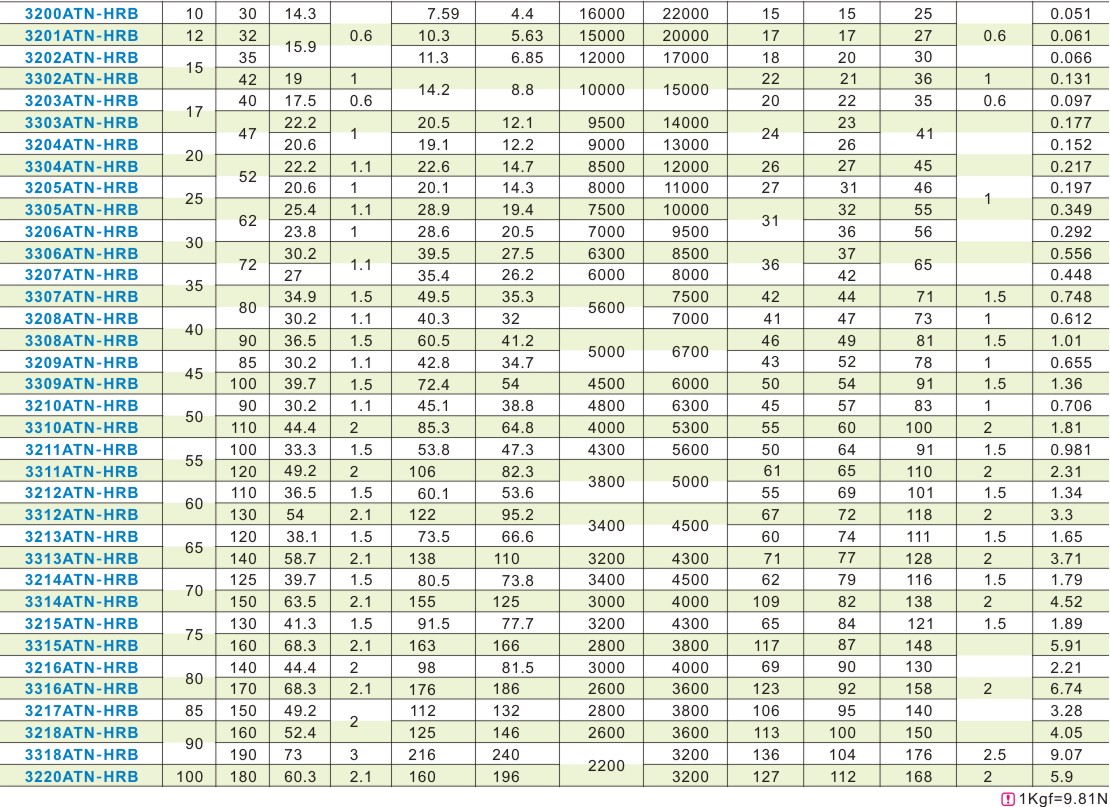 3200ATN-HRB 10 30 14.3 7.59 4.4 16000 22000 15 15 25 0.051
3201ATN-HRB 12 32 15.9 0.6 10.3 5.63 15000 20000 17 17 27 0.6 0.061
3202ATN-HRB 15 35 11.3 6.85 12000 17000 18 20 30 0.066
3302ATN-HRB 42 19 1 14.2 8.8 10000 15000 22 21 36 1 0.131
3203ATN-HRB 17 40 17.5 0.6 20 22 35 0.6 0.097
3303ATN-HRB 47 22.2 1 20.5 12.1 9500 14000 24 23 41 0.177
3204ATN-HRB 20 20.6 19.1 12.2 9000 13000 26 0.152
3304ATN-HRB 52 22.2 1.1 22.6 14.7 8500 12000 26 27 45 0.217
3205ATN-HRB 25 20.6 1 20.1 14.3 8000 11000 27 31 46 1 0.197
3305ATN-HRB 62 25.4 1.1 28.9 19.4 7500 10000 31 32 55 0.349
3206ATN-HRB 30 23.8 1 28.6 20.5 7000 9500 36 56 0.292
3306ATN-HRB 72 30.2 1.1 39.5 27.5 6300 8500 36 37 65 0.556
3207ATN-HRB 35 27 35.4 26.2 6000 8000 42 0.448
3307ATN-HRB 80 34.9 1.5 49.5 35.3 5600 7500 42 44 71 1.5 0.748
3208ATN-HRB 40 30.2 1.1 40.3 32 7000 41 47 73 1 0.612
3308ATN-HRB 90 36.5 1.5 60.5 41.2 5000 6700 46 49 81 1.5 1.01
3209ATN-HRB 45 85 30.2 1.1 42.8 34.7 43 52 78 1 0.655
3309ATN-HRB 100 39.7 1.5 72.4 54 4500 6000 50 54 91 1.5 1.36
3210ATN-HRB 50 90 30.2 1.1 45.1 38.8 4800 6300 45 57 83 1 0.706
3310ATN-HRB 110 44.4 2 85.3 64.8 4000 5300 55 60 100 2 1.81
3211ATN-HRB 55 100 33.3 1.5 53.8 47.3 4300 5600 50 64 91 1.5 0.981
3311ATN-HRB 120 49.2 2 106 82.3 3800 5000 61 65 110 2 2.31
3212ATN-HRB 60 110 36.5 1.5 60.1 53.6 55 69 101 1.5 1.34
3312ATN-HRB 130 54 2.1 122 95.2 3400 4500 67 72 118 2 3.3
3213ATN-HRB 65 120 38.1 1.5 73.5 66.6 60 74 111 1.5 1.65
3313ATN-HRB 140 58.7 2.1 138 110 3200 4300 71 77 128 2 3.71
3214ATN-HRB 70 125 39.7 1.5 80.5 73.8 3400 4500 62 79 116 1.5 1.79
3314ATN-HRB 150 63.5 2.1 155 125 3000 4000 109 82 138 2 4.52
3215ATN-HRB 75 130 41.3 1.5 91.5 77.7 3200 4300 65 84 121 1.5 1.89
3315ATN-HRB 160 68.3 2.1 163 166 2800 3800 117 87 148 5.91
3216ATN-HRB 80 140 44.4 2 98 81.5 3000 4000 69 90 130 2.21
3316ATN-HRB 170 68.3 2.1 176 186 2600 3600 123 92 158 2 6.74
3217ATN-HRB 85 150 49.2 2 112 132 2800 3800 106 95 140 3.28
3218ATN-HRB 90 160 52.4 125 146 2600 3600 113 100 150 4.05
3318ATN-HRB 190 73 3 216 240 2200 3200 136 104 176 2.5 9.07
3220ATN-HRB 100 180 60.3 2.1 160 196 3200 127 112 168 2 5.9
! 1Kgf=9.81N